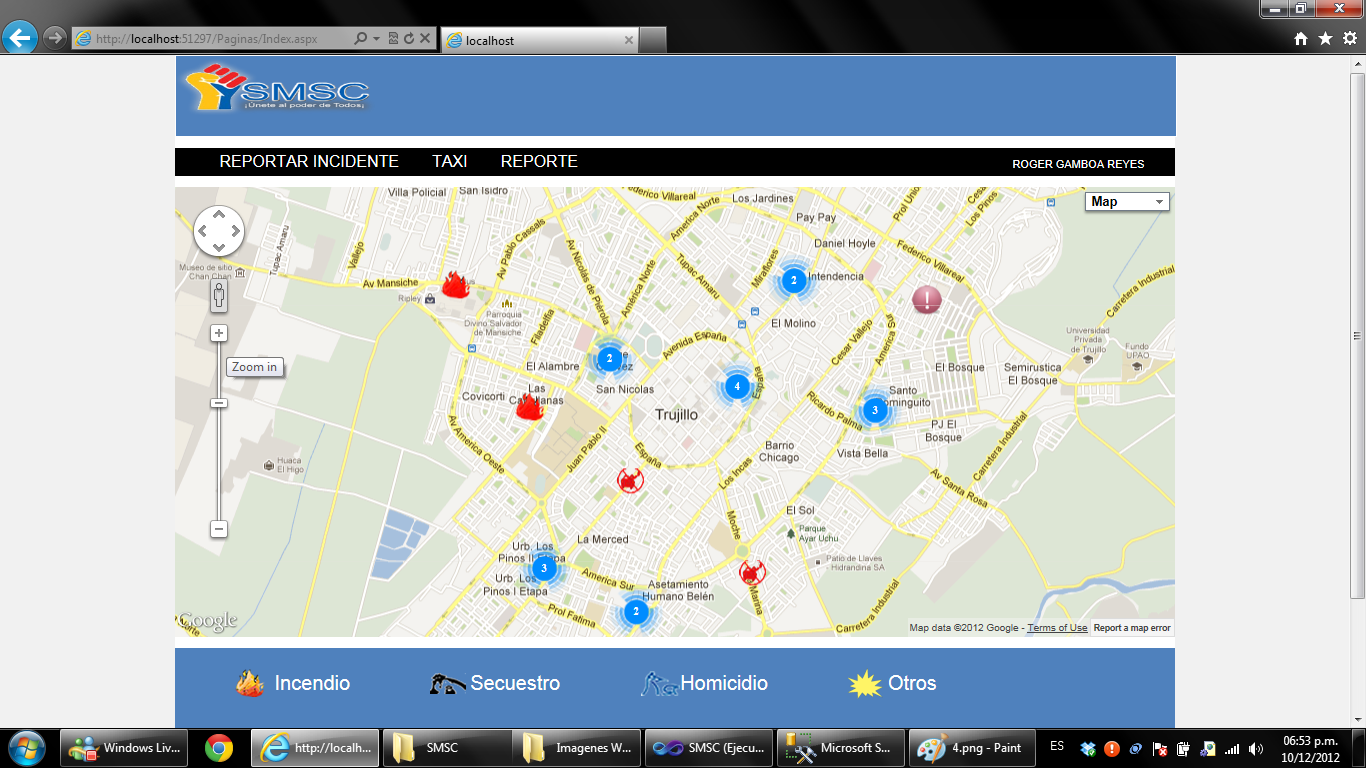 http://localhost:51297/Paginas/Index.aspx
localhost
SMSC
¡Únete al poder de Todos¡
REPORTAR INCIDENTE TAXI REPORTE
ROGER GAMBOA REYES
Map
Villa Policial
San Isidro
Federico Villareal
Los Jardines
Pay Pay
Prol Union
Cesar
Los Pinos
Tupac Amaru
Vallejo
Av Pablo Cassals
Av Nicolás de Piérola
America Norte
América Norte
Tupac Amaru
Miraflores
Daniel Hoyle
Federico Villareal
Intendencia
Museo de sitio
Chan Chan
Av Mansiche
Ripley
Parroquia
Divino Salvador
de Mansiche
Filadelfia
Avenida España
El Molino
Cesar Vallejo
America Sur
Carretera Industrial
Universidad
Privada
de Trujillo
Fundo
UPAO
Zoom in
El Alambre
Las
San Nicolas
España
El Bosque
Semirustica
El Bosque
Santo
Dominguito
Covicorti
Trujillo
Ricardo Palma
PJ El
Bosque
Av America Oeste
Juan Pablo II
España
Barrio
Chicago
Vista Bella
Carretera Industrial
Huaca
El Higo
Los Incas
Av Santa Rosa
Moche
El Sol
Parque
Ayar Uchu
La Merced
Urb. Los
Pinos II Etapa
Patio de Llaves
Hidrandina SA
Urb. Los
Pinos I Etapa
America Sur
Asetamiento
Humano Belén
Prol Fatima
Marina
Carretera Industrial
2
2
4
3
3
2
Google
Map data ©2012 Google - Terms of Use
Report a map error
Incendio Secuestro Homicidio Otros
Windows Liv...
http://localh...
SMSC
Imagenes W...
SMSC (Ejecu...
Microsoft S...
4.png - Paint
ES
06:53 p.m.
10/12/2012